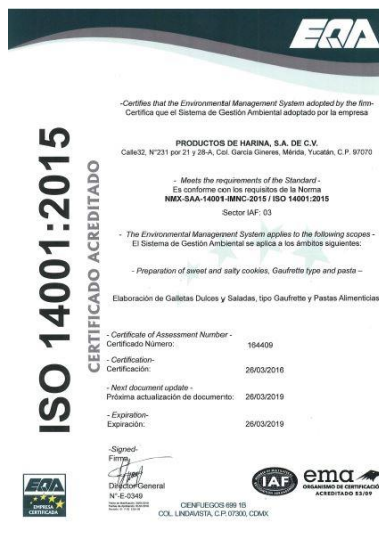 EQA
-Certifies that the Environmental Management System adopted by the firm-
Certifica que el Sistema de Gestión Ambiental adoptado por la empresa
PRODUCTOS DE HARINA, S.A. DE C.V.
Calle32, N°231 por 21 y 28-A, Col. García Gineres, Mérida, Yucatán, C.P. 97070
- Meets the requirements of the Standard -
Es conforme con los requisitos de la Norma
NMX-SAA-14001-IMNC-2015 / ISO 14001:2015
Sector IAF: 03
- The Environmental Management System applies to the following scopes -
El Sistema de Gestión Ambiental se aplica a los ámbitos siguientes:
- Preparation of sweet and salty cookies, Gaufrette type and pasta –
Elaboración de Galletas Dulces y Saladas, tipo Gaufrette y Pastas Alimenticias
ISO 14001:2015
CERTIFICADO ACREDITADO
- Certificate of Assessment Number -
Certificado Número: 164409
- Certification-
Certificación: 26/03/2016
- Next document update -
Próxima actualización de documento: 26/03/2019
- Expiration-
Expiración: 26/03/2019
-Signed-
Firma
Director General
N°-E-0349
EQA
EMPRESA
CERTIFICADA
CIENFUEGOS 699 1B
COL. LINDAVISTA, C.P. 07300, CDMX
IAF
ema
ORGANISMO DE CERTIFICACIÓN
ACREDITADO 53/09